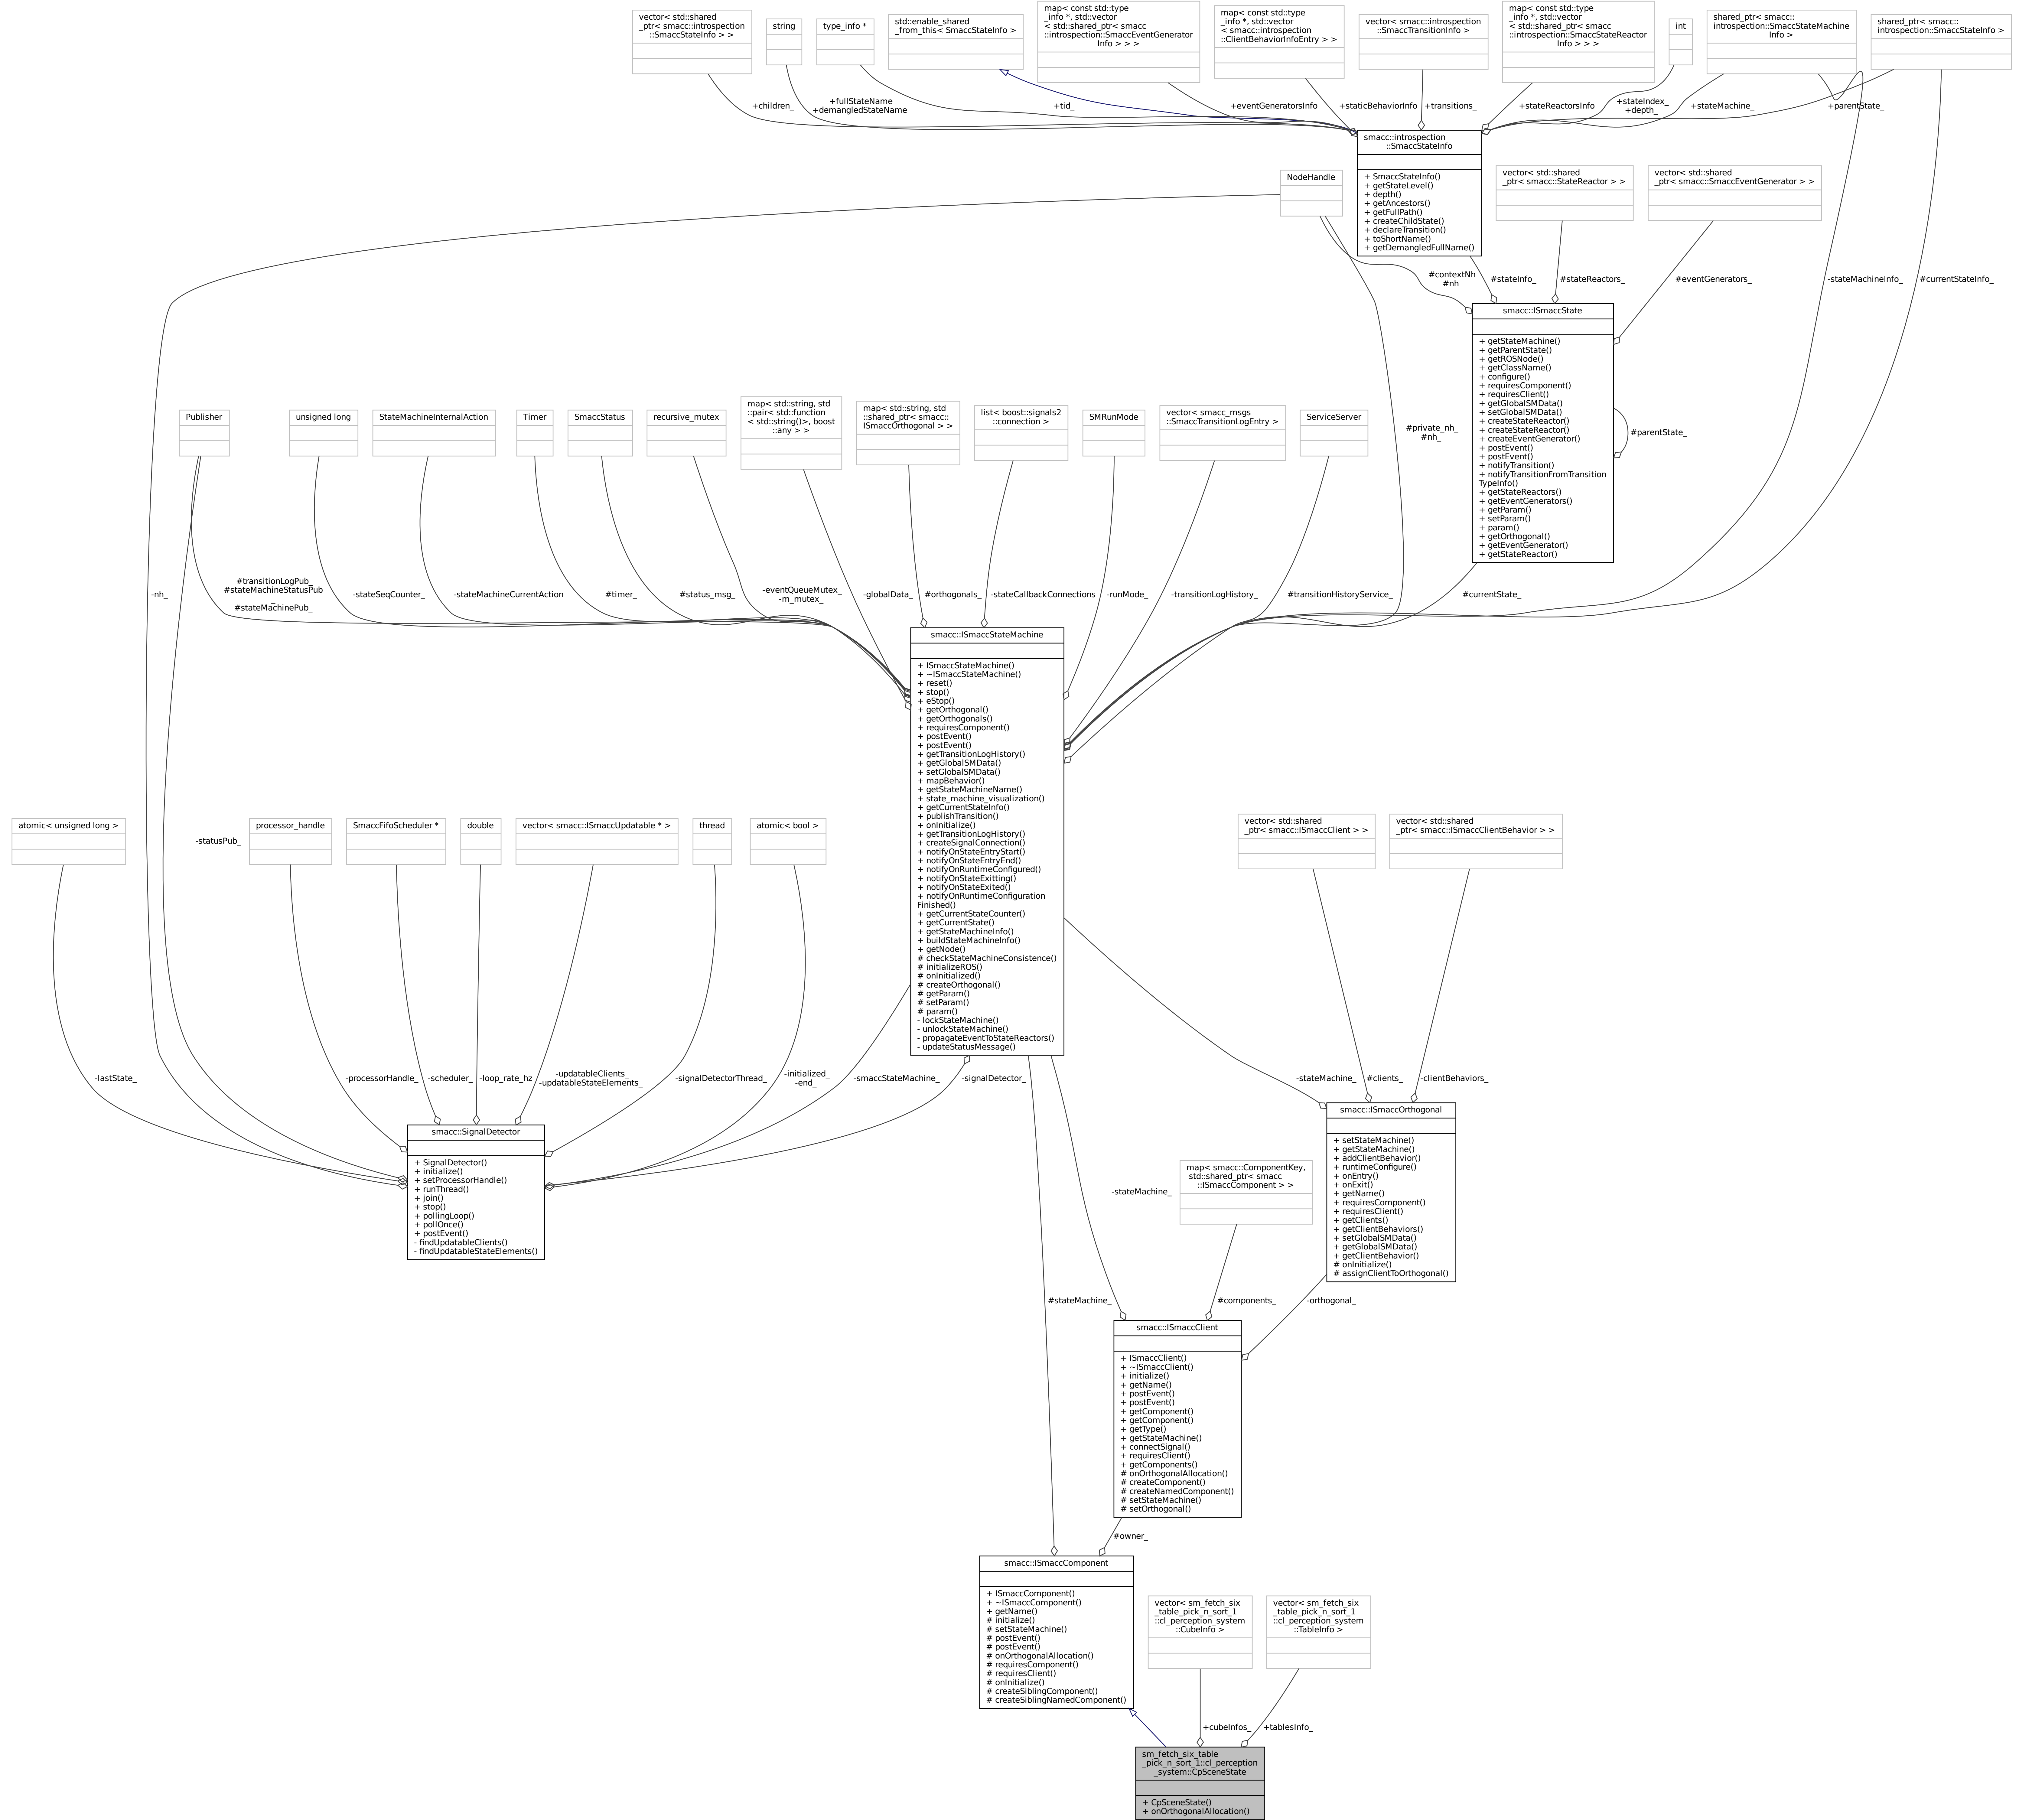 vector< std::shared
_ptr< smacc::introspection
::SmaccStateInfo > >
string
type_info *
std::enable_shared
_from_this< SmaccStateInfo >
map< const std::type
_info *, std::vector
< std::shared_ptr< smacc
::introspection::SmaccEventGenerator
Info > > >
map< const std::type
_info *, std::vector
< smacc::introspection
::ClientBehaviorInfoEntry > >
vector< smacc::introspection
::SmaccTransitionInfo >
map< const std::type
_info *, std::vector
< std::shared_ptr< smacc
::introspection::SmaccStateReactor
Info > > >
int
shared_ptr< smacc::
introspection::SmaccStateMachine
Info >
shared_ptr< smacc::
introspection::SmaccStateInfo >
+children_
+fullStateName
+demangledStateName
+tid_
+eventGeneratorsInfo
+staticBehaviorInfo
+transitions_
+stateReactorsInfo
+stateIndex_
+depth_
+stateMachine_
+parentState_
smacc::introspection
::SmaccStateInfo
+ SmaccStateInfo()
+ getStateLevel()
+ depth()
+ getAncestors()
+ getFullPath()
+ createChildState()
+ declareTransition()
+ toShortName()
+ getDemangledFullName()
NodeHandle
vector< std::shared
_ptr< smacc::StateReactor > >
vector< std::shared
_ptr< smacc::SmaccEventGenerator > >
#contextNh
#nh
#stateInfo_
#stateReactors_
#eventGenerators_
-stateMachineInfo_
#currentStateInfo_
smacc::ISmaccState
+ getStateMachine()
+ getParentState()
+ getROSNode()
+ getClassName()
+ configure()
+ requiresComponent()
+ requiresClient()
+ getGlobalSMData()
+ setGlobalSMData()
+ createStateReactor()
+ createStateReactor()
+ createEventGenerator()
+ postEvent()
+ postEvent()
+ notifyTransition()
+ notifyTransitionFromTransition
TypeInfo()
+ getStateReactors()
+ getEventGenerators()
+ getParam()
+ setParam()
+ param()
+ getOrthogonal()
+ getEventGenerator()
+ getStateReactor()
#parentState_
Publisher
unsigned long
StateMachineInternalAction
Timer
SmaccStatus
recursive_mutex
map< std::string, std
::pair< std::function
< std::string()>, boost
::any > >
map< std::string, std
::shared_ptr< smacc::
ISmaccOrthogonal > >
list< boost::signals2
::connection >
SMRunMode
vector< smacc_msgs
::SmaccTransitionLogEntry >
ServiceServer
#private_nh_
#nh_
-nh_
#transitionLogPub_
#stateMachineStatusPub
_
#stateMachinePub_
-stateSeqCounter_
-stateMachineCurrentAction
#timer_
#status_msg_
-eventQueueMutex_
-m_mutex_
-globalData_
#orthogonals_
-stateCallbackConnections
-runMode_
-transitionLogHistory_
#transitionHistoryService_
#currentState_
smacc::ISmaccStateMachine
+ ISmaccStateMachine()
+ ~ISmaccStateMachine()
+ reset()
+ stop()
+ eStop()
+ getOrthogonal()
+ getOrthogonals()
+ requiresComponent()
+ postEvent()
+ postEvent()
+ getTransitionLogHistory()
+ getGlobalSMData()
+ setGlobalSMData()
+ mapBehavior()
+ getStateMachineName()
+ state_machine_visualization()
+ getCurrentStateInfo()
+ publishTransition()
+ onInitialize()
+ getTransitionLogHistory()
+ createSignalConnection()
+ notifyOnStateEntryStart()
+ notifyOnStateEntryEnd()
+ notifyOnRuntimeConfigured()
+ notifyOnStateExitting()
+ notifyOnStateExited()
+ notifyOnRuntimeConfiguration
Finished()
+ getCurrentStateCounter()
+ getCurrentState()
+ getStateMachineInfo()
+ buildStateMachineInfo()
+ getNode()
# checkStateMachineConsistence()
# initializeROS()
# onInitialized()
# createOrthogonal()
# getParam()
# setParam()
# param()
- lockStateMachine()
- unlockStateMachine()
- propagateEventToStateReactors()
- updateStatusMessage()
atomic< unsigned long >
-statusPub_
processor_handle
SmaccFifoScheduler *
double
vector< smacc::ISmaccUpdatable * >
thread
atomic< bool >
vector< std::shared
_ptr< smacc::ISmaccClient > >
vector< std::shared
_ptr< smacc::ISmaccClientBehavior > >
-lastState_
-processorHandle_
-scheduler_
-loop_rate_hz
-updatableClients_
-updatableStateElements_
-signalDetectorThread_
-initialized_
-end_
-smaccStateMachine_
-signalDetector_
-stateMachine_
#clients_
-clientBehaviors_
smacc::SignalDetector
+ SignalDetector()
+ initialize()
+ setProcessorHandle()
+ runThread()
+ join()
+ stop()
+ pollingLoop()
+ pollOnce()
+ postEvent()
- findUpdatableClients()
- findUpdatableStateElements()
smacc::ISmaccOrthogonal
+ setStateMachine()
+ getStateMachine()
+ addClientBehavior()
+ runtimeConfigure()
+ onEntry()
+ onExit()
+ getName()
+ requiresComponent()
+ requiresClient()
+ getClients()
+ getClientBehaviors()
+ setGlobalSMData()
+ getGlobalSMData()
+ getClientBehavior()
# onInitialize()
# assignClientToOrthogonal()
map< smacc::ComponentKey,
std::shared_ptr< smacc
::ISmaccComponent > >
-stateMachine_
#stateMachine_
#components_
-orthogonal_
smacc::ISmaccClient
+ ISmaccClient()
+ ~ISmaccClient()
+ initialize()
+ getName()
+ postEvent()
+ postEvent()
+ getComponent()
+ getComponent()
+ getType()
+ getStateMachine()
+ connectSignal()
+ requiresClient()
+ getComponents()
# onOrthogonalAllocation()
# createComponent()
# createNamedComponent()
# setStateMachine()
# setOrthogonal()
#owner_
smacc::ISmaccComponent
+ ISmaccComponent()
+ ~ISmaccComponent()
+ getName()
# initialize()
# setStateMachine()
# postEvent()
# postEvent()
# onOrthogonalAllocation()
# requiresComponent()
# requiresClient()
# onInitialize()
# createSiblingComponent()
# createSiblingNamedComponent()
vector< sm_fetch_six
_table_pick_n_sort_1
::cl_perception_system
::CubeInfo >
vector< sm_fetch_six
_table_pick_n_sort_1
::cl_perception_system
::TableInfo >
+cubeInfos_
+tablesInfo_
sm_fetch_six_table
_pick_n_sort_1::cl_perception
_system::CpSceneState
+ CpSceneState()
+ onOrthogonalAllocation()